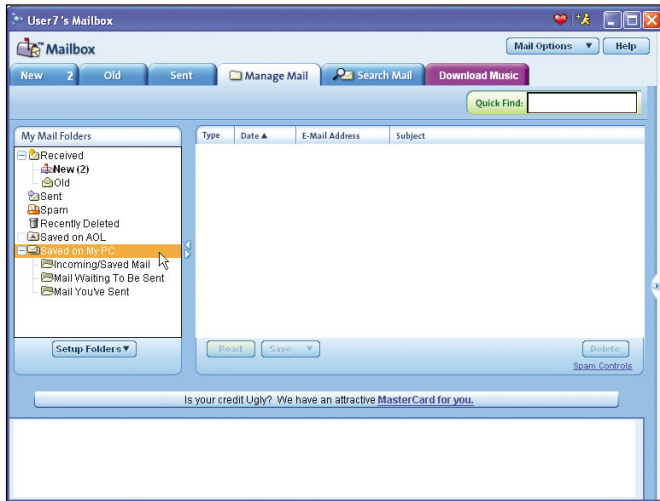 User7's Mailbox
Mailbox
Mail Options
Help
New 2
Old
Sent
Manage Mail
Search Mail
Download Music
Quick Find:
My Mail Folders
Type Date E-Mail Address Subject
Received
New (2)
Old
Sent
Spam
Recently Deleted
Saved on AOL
Saved on My PC
Incoming/Saved Mail
Mail Waiting To Be Sent
Mail You've Sent
Setup Folders
Read
Save
Delete
Spam Controls
Is your credit Ugly? We have an attractive MasterCard for you.